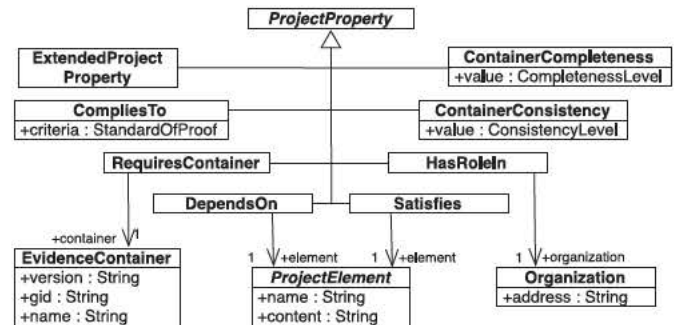 ProjectProperty
ExtendedProject
Property
ContainerCompleteness
+value : CompletenessLevel
CompliesTo
+criteria : StandardOfProof
ContainerConsistency
+value : ConsistencyLevel
RequiresContainer
HasRoleIn
DependsOn
Satisfies
+container
1
1
+element
1
+element
1
+organization
EvidenceContainer
+version : String
+gid : String
+name : String
ProjectElement
+name : String
+content : String
Organization
+address : String